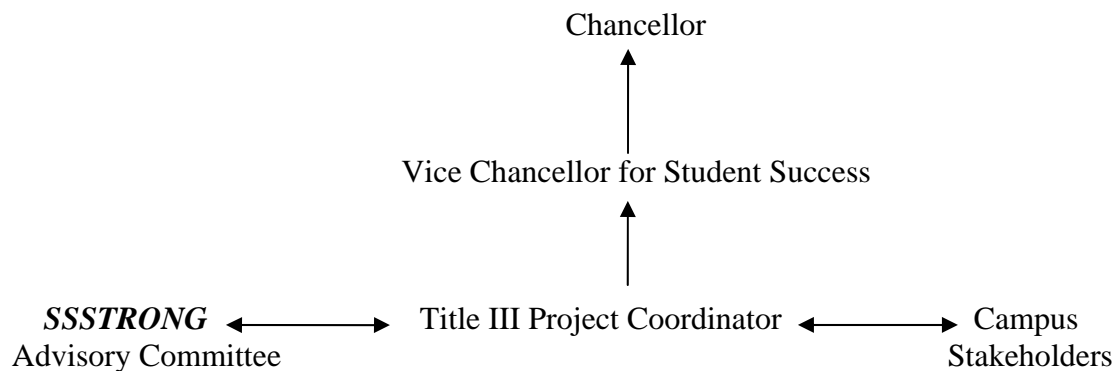 Chancellor
Vice Chancellor for Student Success
SSSTRONG
Advisory Committee
Title III Project Coordinator
Campus
Stakeholders